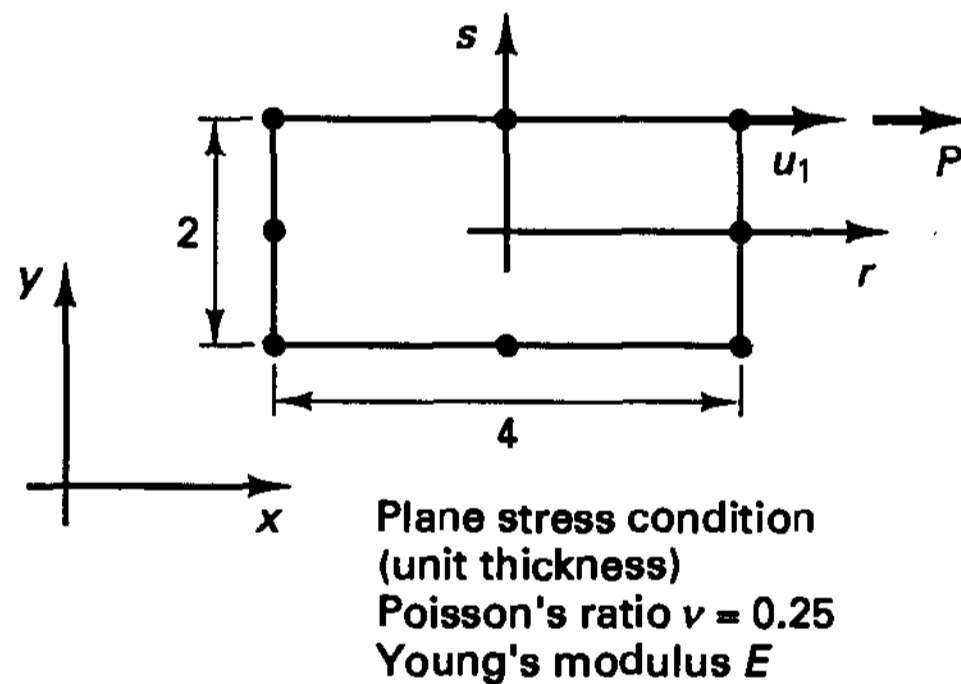 s
u₁
P
2
r
y
4
x
Plane stress condition
(unit thickness)
Poisson's ratio ν = 0.25
Young's modulus E